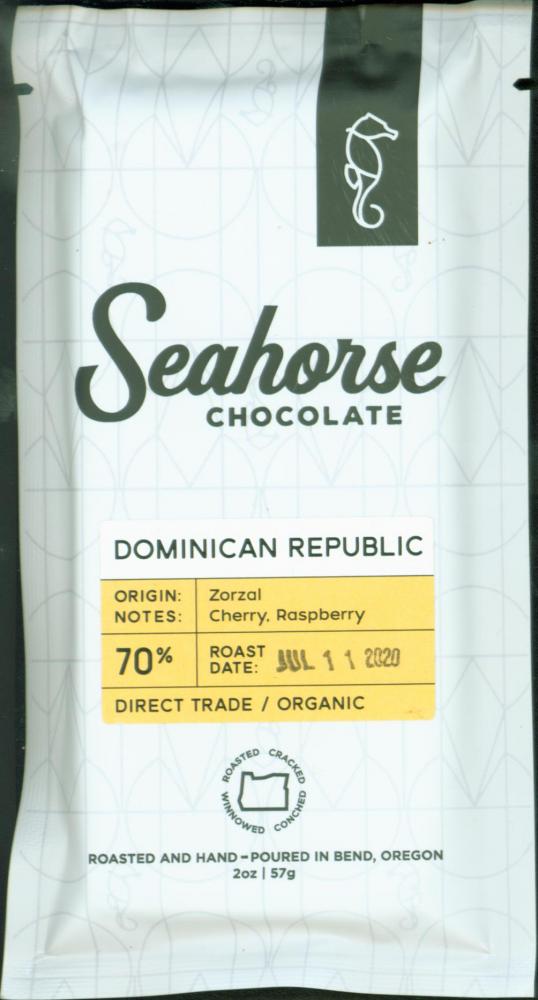 Seahorse
CHOCOLATE
DOMINICAN REPUBLIC
ORIGIN: Zorzal
NOTES: Cherry, Raspberry
70% ROAST DATE: JUL 1 1 2020
DIRECT TRADE / ORGANIC
ROASTED CRACKED
WINNOWED CONCHED
ROASTED AND HAND-POURED IN BEND, OREGON
2oz | 57g